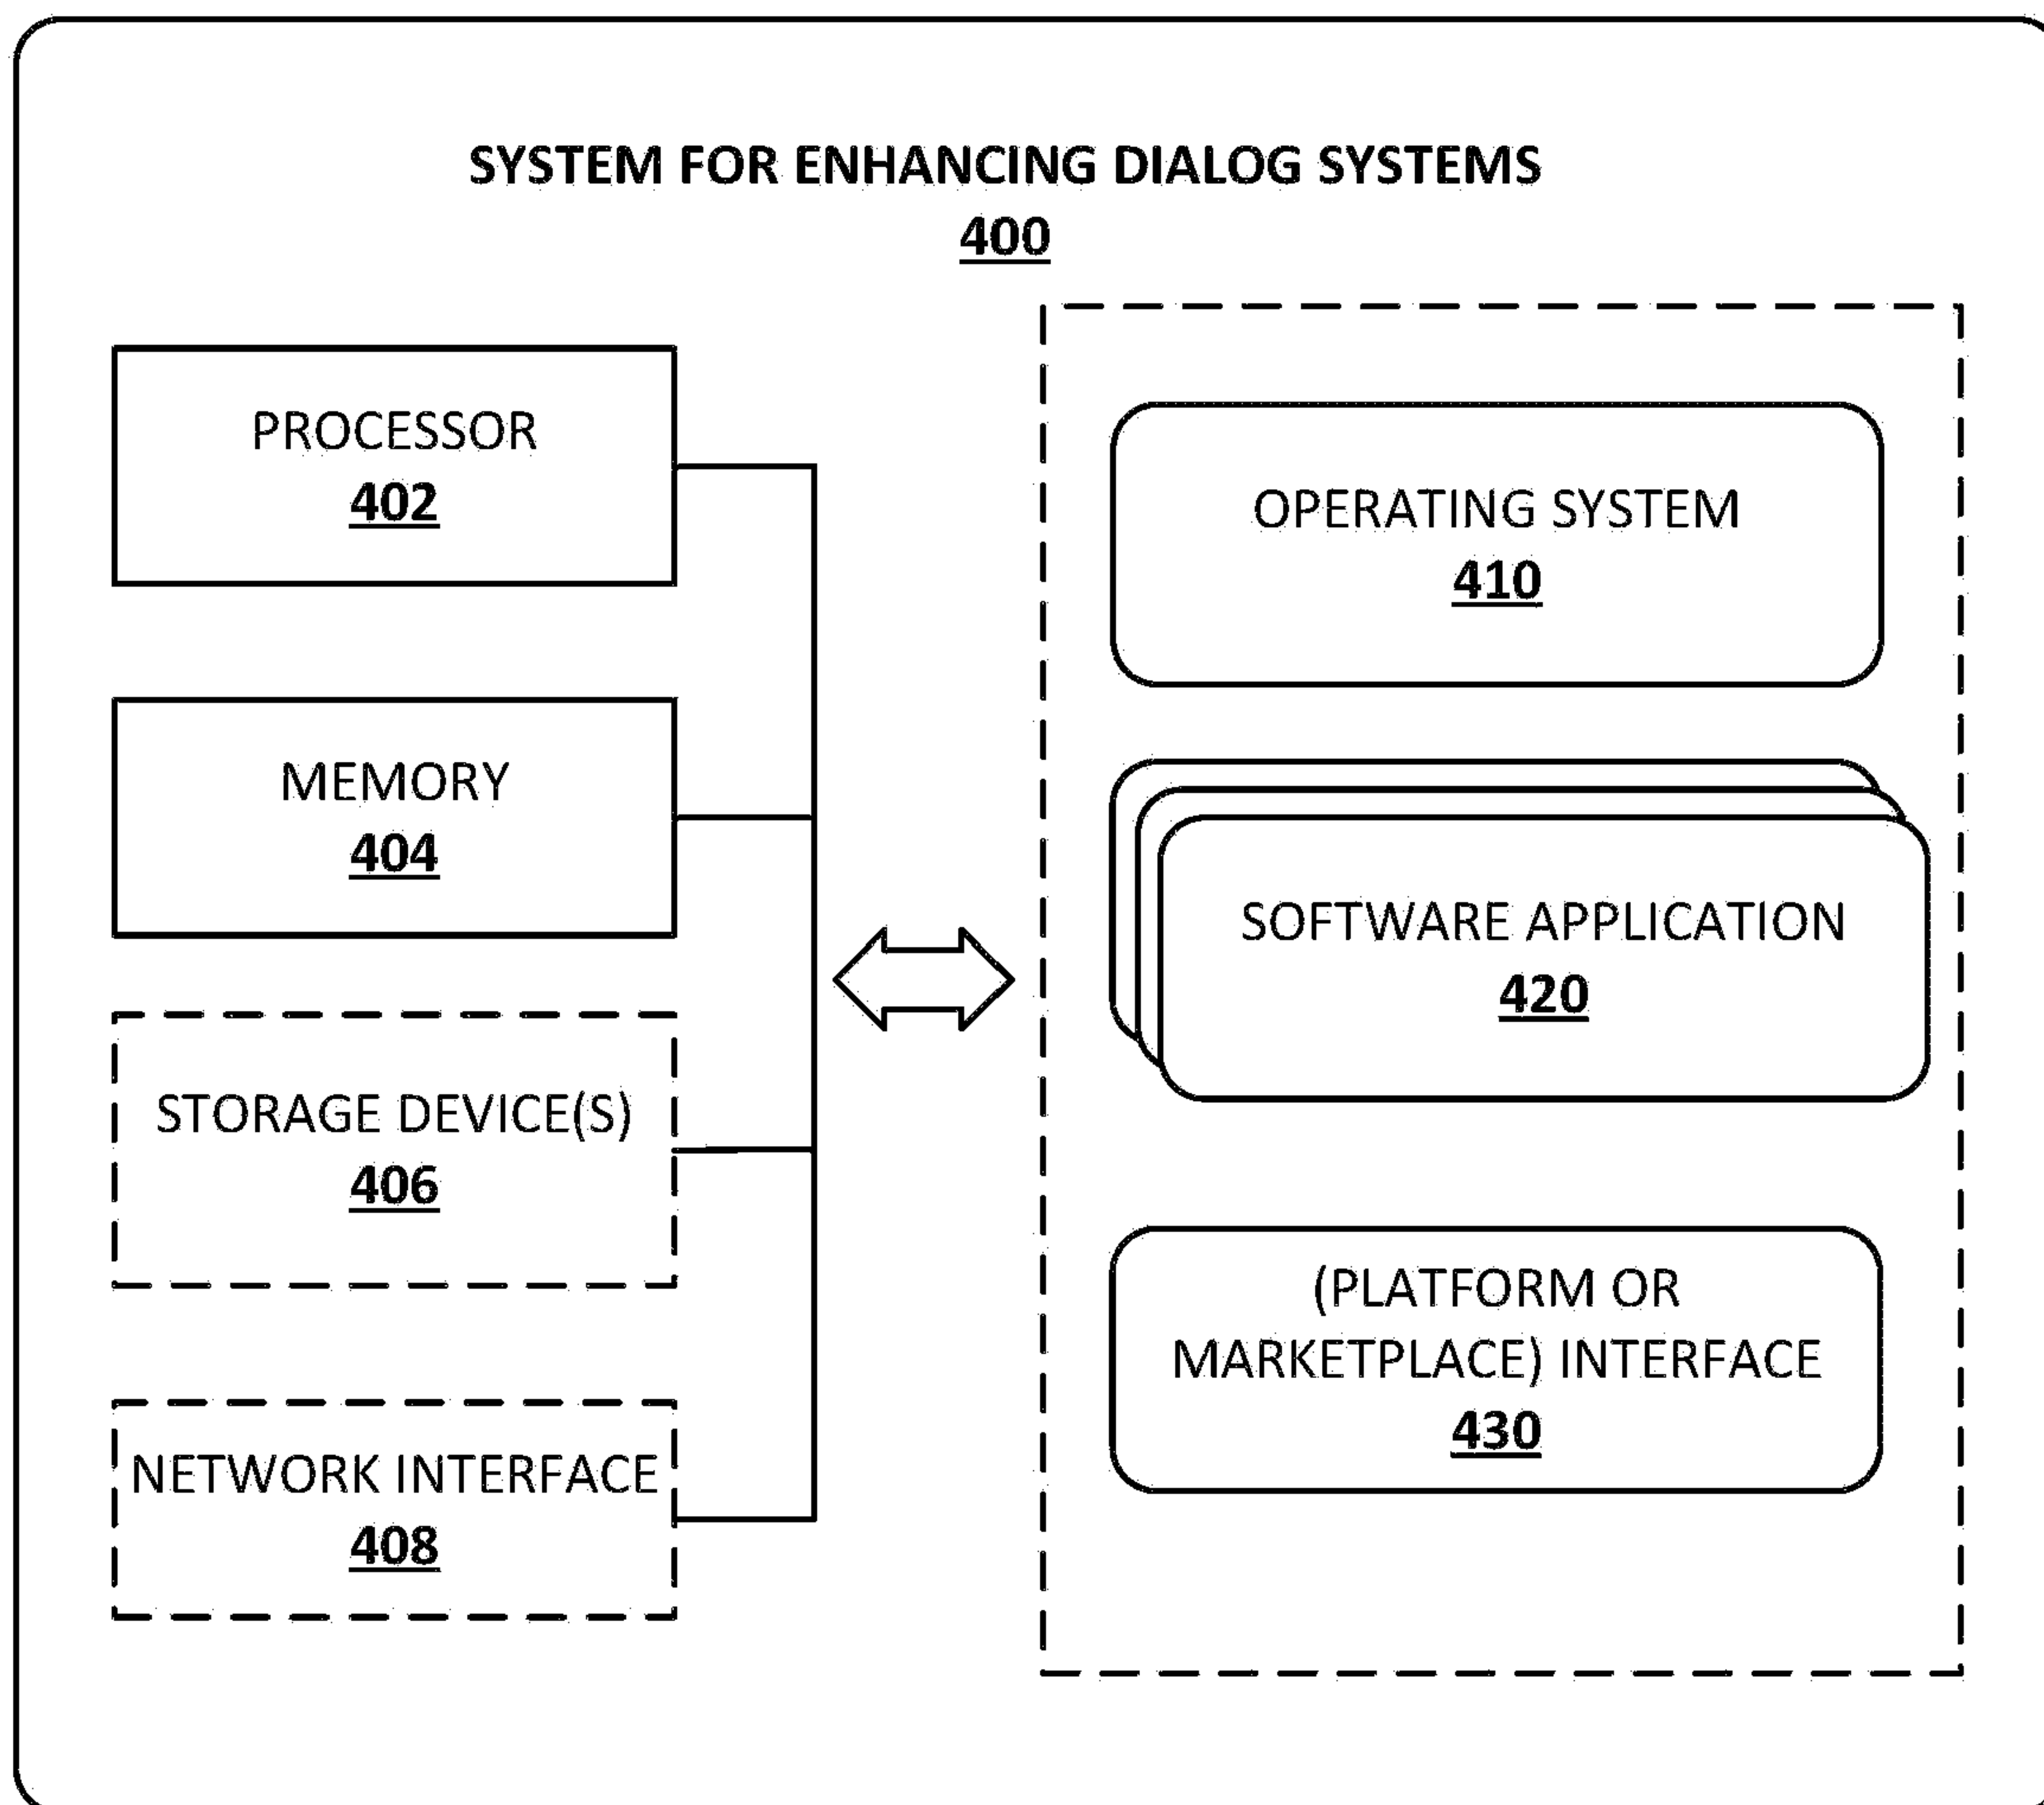 SYSTEM FOR ENHANCING DIALOG SYSTEMS
400
PROCESSOR
402
MEMORY
404
STORAGE DEVICE(S)
406
NETWORK INTERFACE
408
OPERATING SYSTEM
410
SOFTWARE APPLICATION
420
(PLATFORM OR
MARKETPLACE) INTERFACE
430